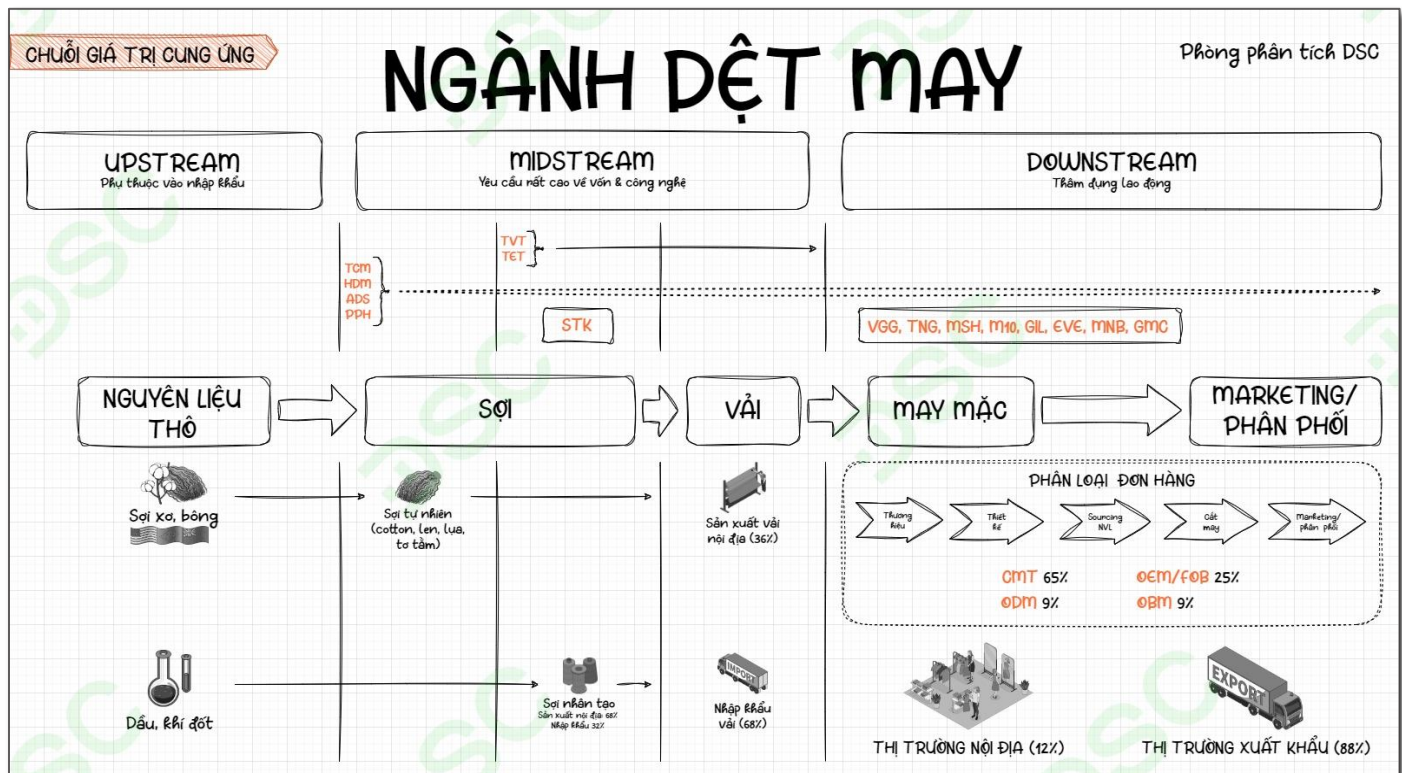 CHUỖI GIÁ TRỊ CUNG ỨNG
NGÀNH DỆT MAY
Phòng phân tích DSC
UPSTREAM
Phụ thuộc vào nhập khẩu
MIDSTREAM
Yêu cầu rất cao về vốn & công nghệ
DOWNSTREAM
Thâm dụng lao động
TVT
TET
TCM
HDM
ADS
PPH
STK
VGG, TNG, MSH, M10, GIL, EVE, MNB, GMC
NGUYÊN LIỆU
THÔ
SỢI
VẢI
MAY MẶC
MARKETING/
PHÂN PHỐI
Sợi xơ, bông
Sợi tự nhiên
(cotton, len, lụa,
tơ tằm)
Sản xuất vải
nội địa (36%)
PHÂN LOẠI ĐƠN HÀNG
Thương
hiệu
Thiết
kế
Sourcing
NVL
Cắt
may
Marketing/
phân phối
CMT 65%
OEM/FOB 25%
ODM 9%
OBM 9%
Dầu, khí đốt
Sợi nhân tạo
Sản xuất nội địa 68%
Nhập khẩu 32%
IMPORT
Nhập khẩu
vải (68%)
THỊ TRƯỜNG NỘI ĐỊA (12%)
EXPORT
THỊ TRƯỜNG XUẤT KHẨU (88%)
DSC
DSC
DSC
DSC